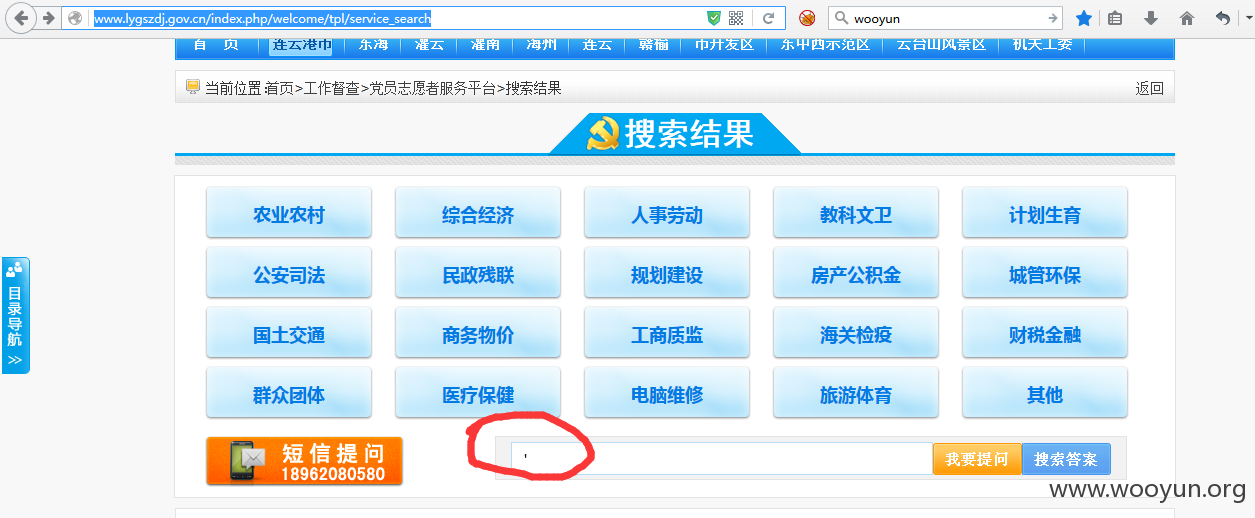 www.lygszdj.gov.cn/index.php/welcome/tpl/service_search
wooyun
首 页 连云港市 东海 灌云 灌南 海州 连云 赣榆 市开发区 东中西示范区 云台山风景区 机关工委
当前位置:首页>工作督查>党员志愿者服务平台>搜索结果 返回
搜索结果
农业农村 综合经济 人事劳动 教科文卫 计划生育
公安司法 民政残联 规划建设 房产公积金 城管环保
目录导航 >>
国土交通 商务物价 工商质监 海关检疫 财税金融
群众团体 医疗保健 电脑维修 旅游体育 其他
短信提问
18962080580
' 我要提问 搜索答案
www.wooyun.org